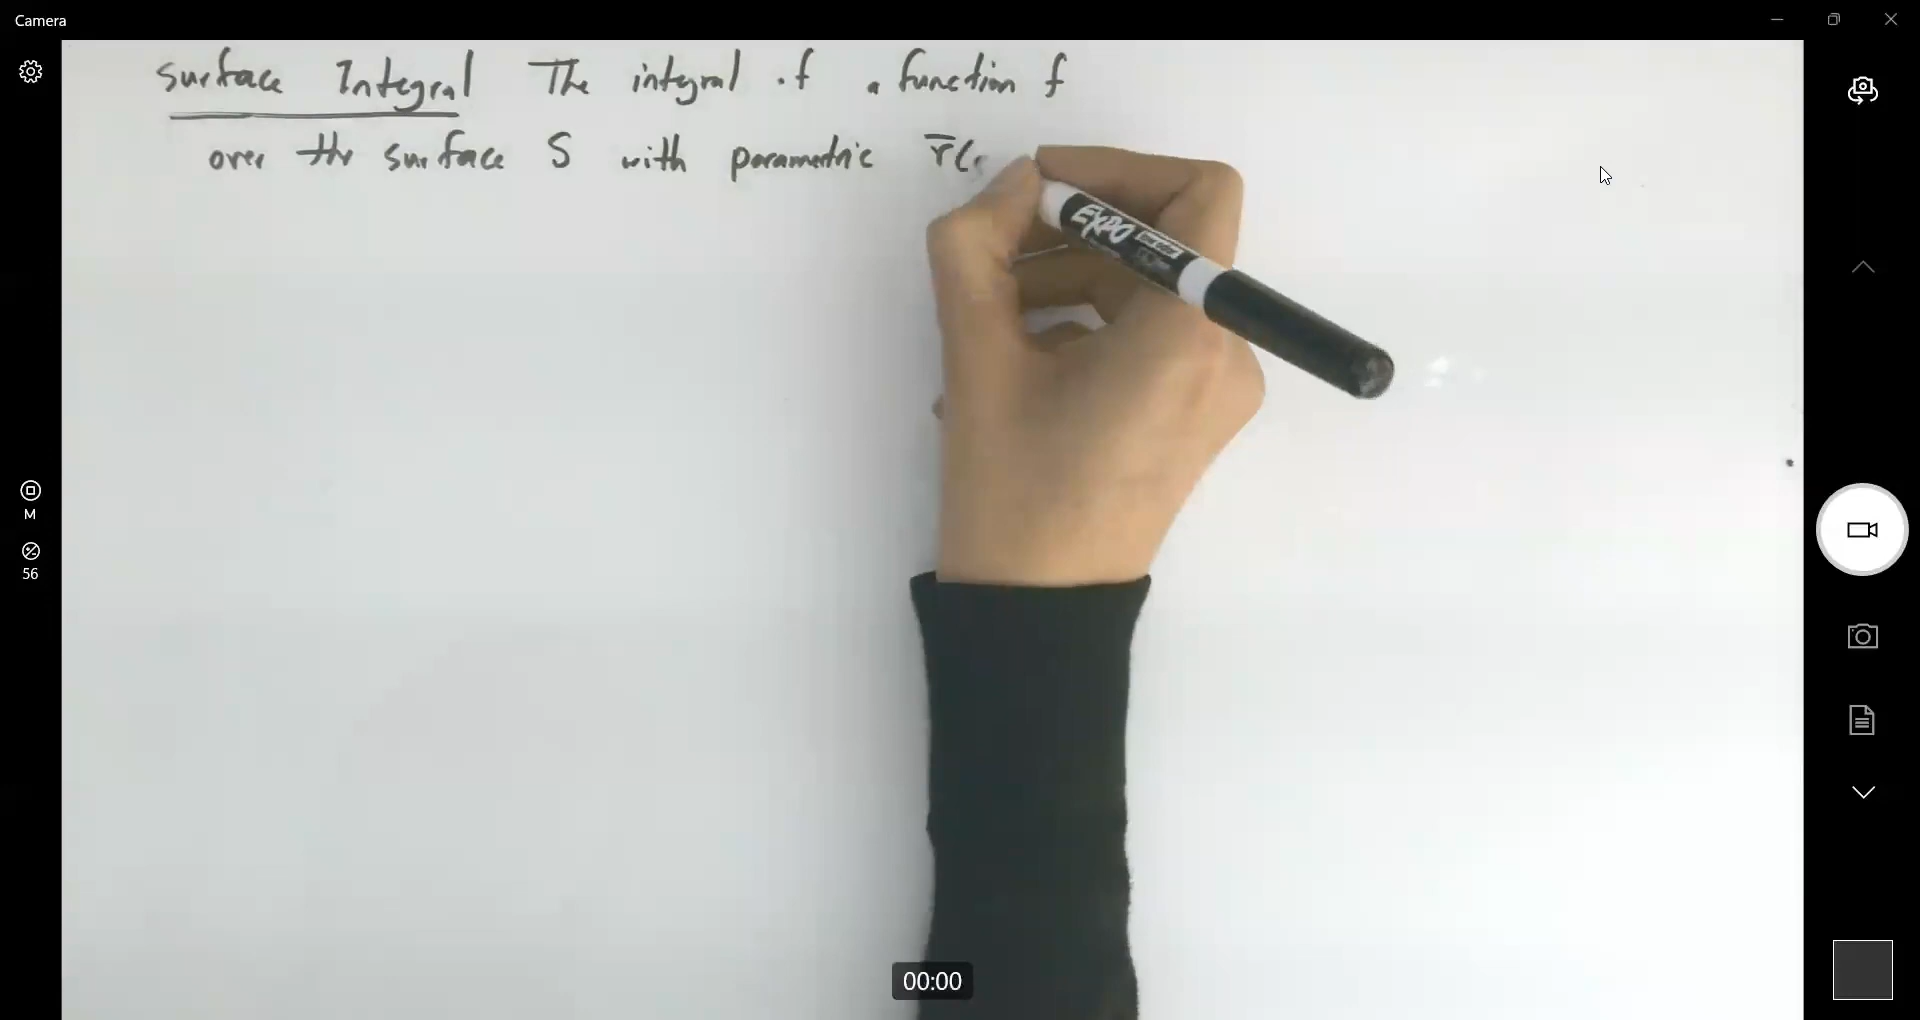 Camera
surface Integral The integral of a function f
over the surface S with parametric r̄(
EXPO
M
56
00:00